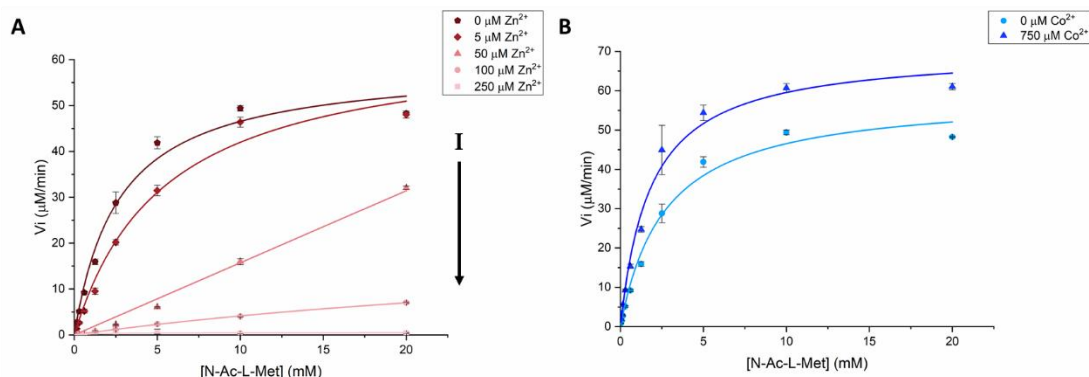 A
0 μM Zn²⁺
5 μM Zn²⁺
50 μM Zn²⁺
100 μM Zn²⁺
250 μM Zn²⁺
60
50
40
30
20
10
0
Vi (μM/min)
0
5
10
15
20
[N-Ac-L-Met] (mM)
I
B
0 μM Co²⁺
750 μM Co²⁺
70
60
50
40
30
20
10
0
Vi (μM/min)
0
5
10
15
20
[N-Ac-L-Met] (mM)